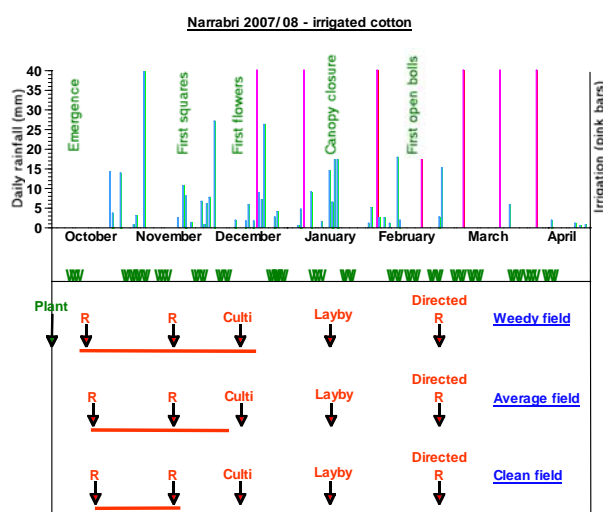 Narrabri 2007/08 - irrigated cotton
Daily rainfall (mm)
40
35
30
25
20
15
10
5
0
Emergence
First squares
First flowers
Canopy closure
First open bolls
Irrigation (pink bars)
October November December January February March April
W W W W W W W W W W W W W W W
Plant
R R Culti Layby Directed R Weedy field
R R Culti Layby Directed R Average field
R R Culti Layby Directed R Clean field